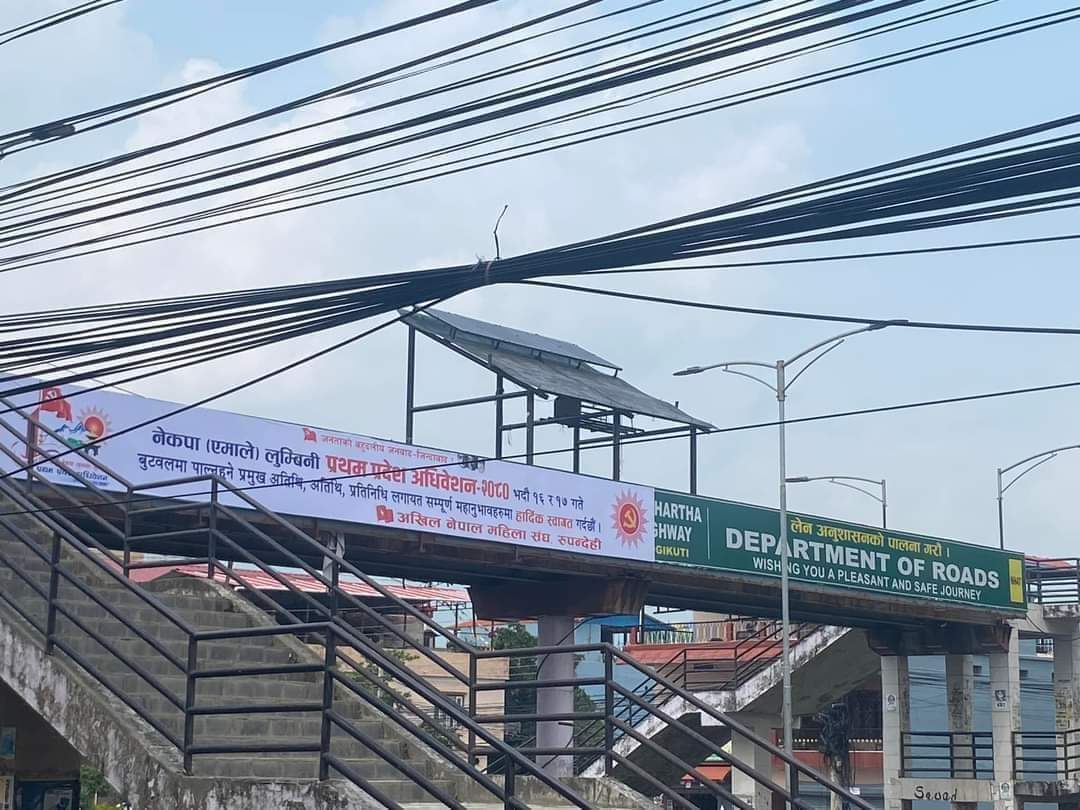 जनताको बहुदलीय जनवाद-जिन्दावाद !
नेकपा (एमाले) लुम्बिनी प्रथम प्रदेश अधिवेशन-२०८० भदौ १६ र १७ गते
बुटवलमा पाल्नुहुने प्रमुख अतिथि, अतिथि, प्रतिनिधि लगायत सम्पूर्ण महानुभावहरुमा हार्दिक स्वागत गर्दछौं ।
अखिल नेपाल महिला संघ, रुपन्देही
HARTHA
GHWAY
GIKUTI
लेन अनुशासनको पालना गरौं ।
DEPARTMENT OF ROADS
WISHING YOU A PLEASANT AND SAFE JOURNEY